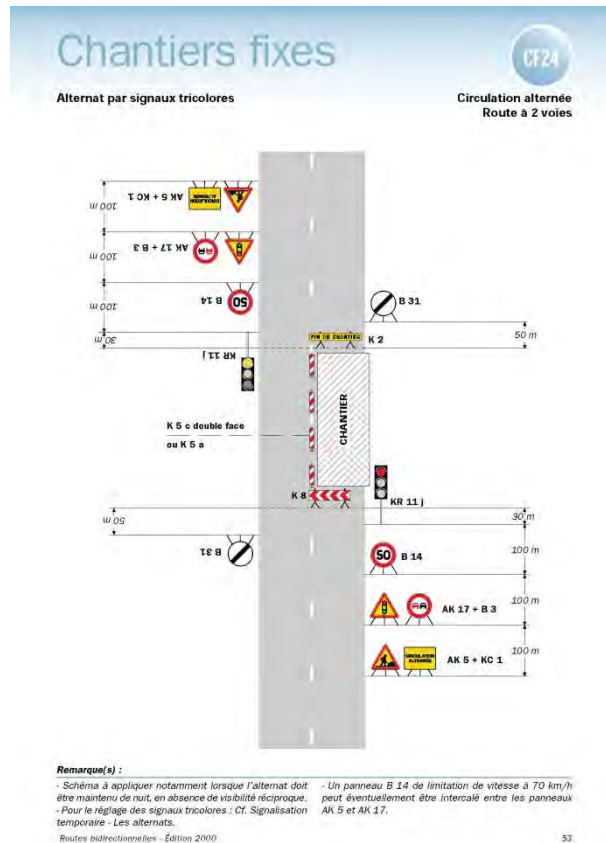 Chantiers fixes
CF24
Alternat par signaux tricolores
Circulation alternée
Route à 2 voies
AK 5 + KC 1
CIRCULATION
ALTERNÉE
100 m
AK 17 + B 3
100 m
B 14
50
100 m
B 31
30 m
KR 11 j
FIN DE CHANTIER
K 2
50 m
K 5 c double face
ou K 5 a
CHANTIER
K 8
KR 11 j
50 m
30 m
B 31
50
B 14
100 m
AK 17 + B 3
100 m
CIRCULATION
ALTERNÉE
AK 5 + KC 1
100 m
Remarque(s) :
- Schéma à appliquer notamment lorsque l'alternat doit
être maintenu de nuit, en absence de visibilité réciproque.
- Pour le réglage des signaux tricolores : Cf. Signalisation
temporaire - Les alternats.
- Un panneau B 14 de limitation de vitesse à 70 km/h
peut éventuellement être intercalé entre les panneaux
AK 5 et AK 17.
Routes bidirectionnelles - Édition 2000
53